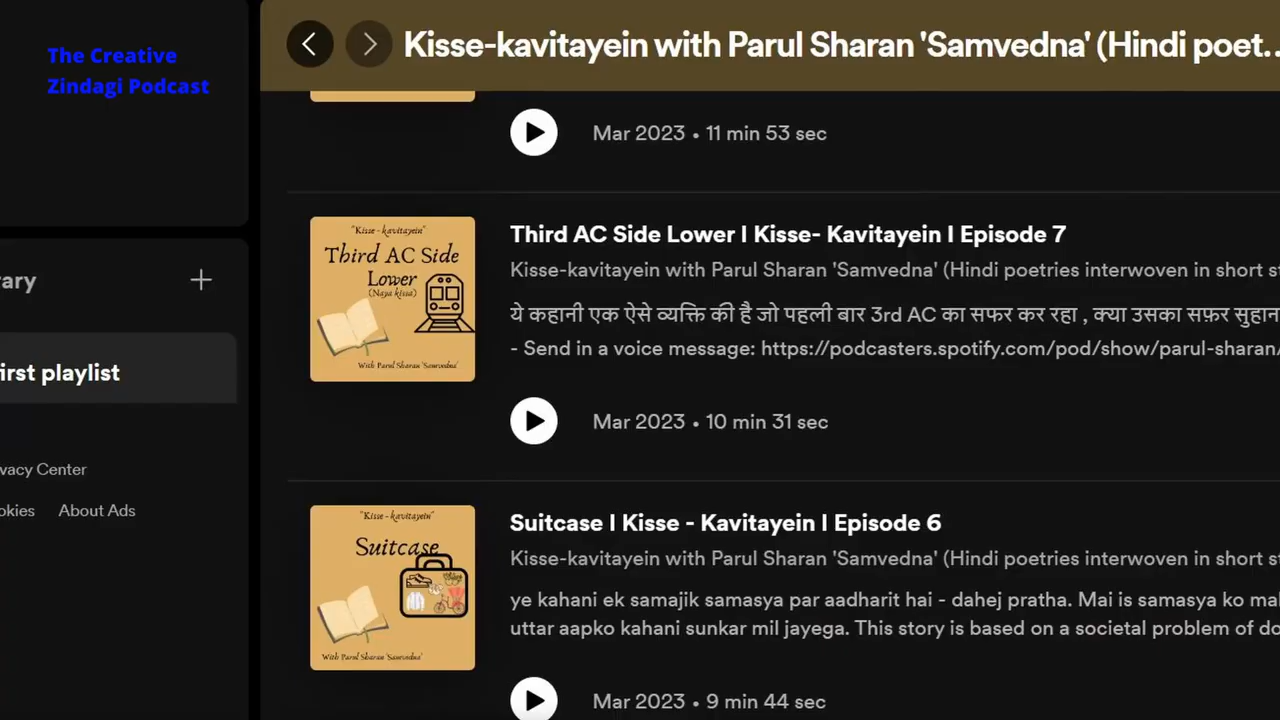 The Creative
Zindagi Podcast
Kisse-kavitayein with Parul Sharan 'Samvedna' (Hindi poet...
Mar 2023 • 11 min 53 sec
rary
irst playlist
vacy Center
okies About Ads
"Kisse - kavitayein"
Third AC Side
Lower
(Naya kissa)
With Parul Sharan 'Samvedna'
Third AC Side Lower I Kisse- Kavitayein I Episode 7
Kisse-kavitayein with Parul Sharan 'Samvedna' (Hindi poetries interwoven in short st
ये कहानी एक ऐसे व्यक्ति की है जो पहली बार 3rd AC का सफर कर रहा , क्या उसका सफ़र सुहान
- Send in a voice message: https://podcasters.spotify.com/pod/show/parul-sharan/
Mar 2023 • 10 min 31 sec
"Kisse - kavitayein"
Suitcase
With Parul Sharan 'Samvedna'
Suitcase I Kisse - Kavitayein I Episode 6
Kisse-kavitayein with Parul Sharan 'Samvedna' (Hindi poetries interwoven in short st
ye kahani ek samajik samasya par aadharit hai - dahej pratha. Mai is samasya ko mah
uttar aapko kahani sunkar mil jayega. This story is based on a societal problem of do
Mar 2023 • 9 min 44 sec